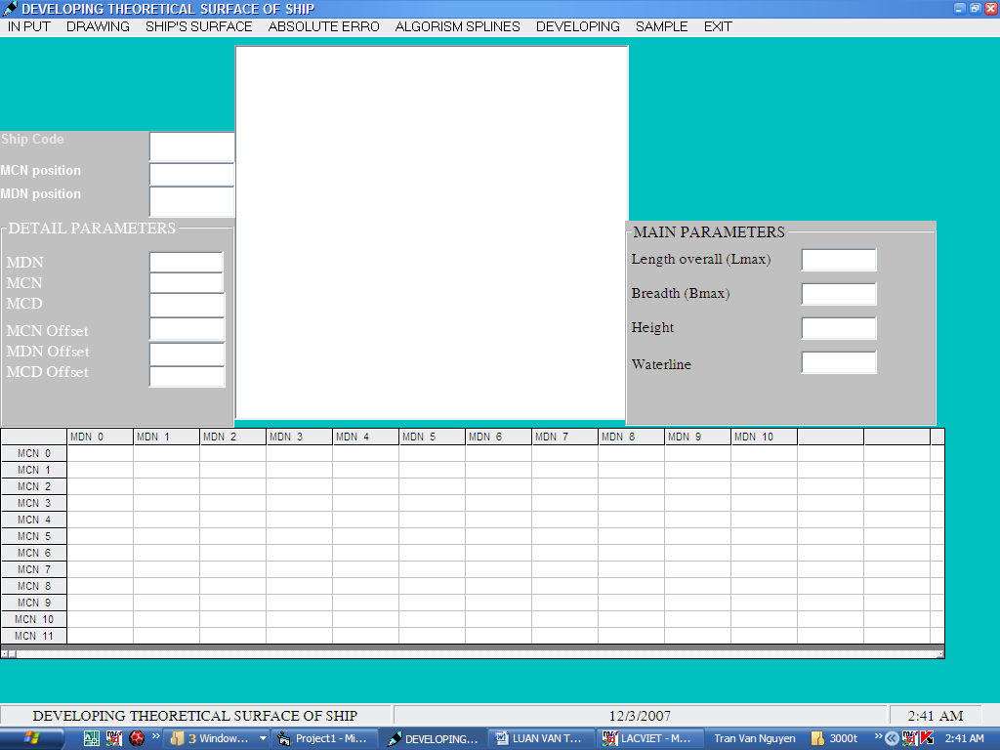 DEVELOPING THEORETICAL SURFACE OF SHIP
IN PUT DRAWING SHIP'S SURFACE ABSOLUTE ERRO ALGORISM SPLINES DEVELOPING SAMPLE EXIT
Ship Code
MCN position
MDN position
DETAIL PARAMETERS
MDN
MCN
MCD
MCN Offset
MDN Offset
MCD Offset
MAIN PARAMETERS
Length overall (Lmax)
Breadth (Bmax)
Height
Waterline
MDN 0 MDN 1 MDN 2 MDN 3 MDN 4 MDN 5 MDN 6 MDN 7 MDN 8 MDN 9 MDN 10
MCN 0
MCN 1
MCN 2
MCN 3
MCN 4
MCN 5
MCN 6
MCN 7
MCN 8
MCN 9
MCN 10
MCN 11
DEVELOPING THEORETICAL SURFACE OF SHIP 12/3/2007 2:41 AM
3 Window... Project1 - Mi... DEVELOPING... LUAN VAN T... LACVIET - M... Tran Van Nguyen 3000t 2:41 AM